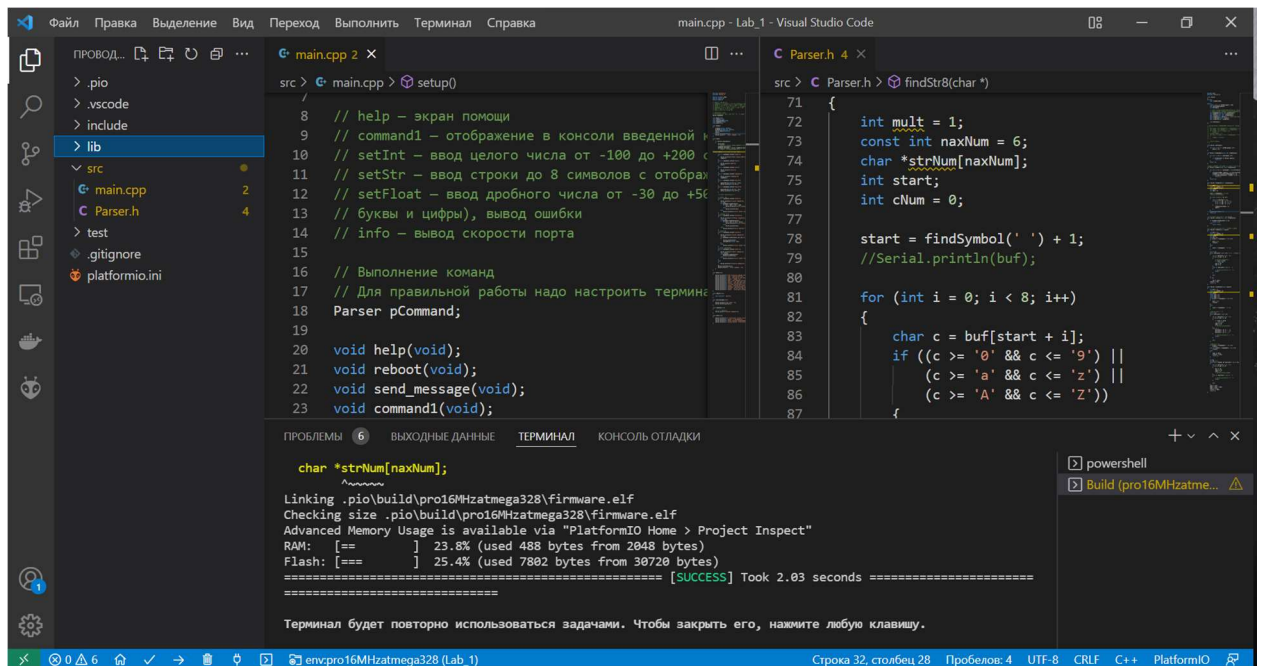 Файл Правка Выделение Вид Переход Выполнить Терминал Справка main.cpp - Lab_1 - Visual Studio Code
ПРОВОД...
.pio
.vscode
include
lib
src
main.cpp 2
Parser.h 4
test
.gitignore
platformio.ini
main.cpp 2
src > main.cpp > setup()
7 /
8 // help – экран помощи
9 // command1 – отображение в консоли введенной
10 // setInt – ввод целого числа от -100 до +200
11 // setStr – ввод строки до 8 символов с отображ
12 // setFloat – ввод дробного числа от -30 до +50
13 // буквы и цифры), вывод ошибки
14 // info – вывод скорости порта
15
16 // Выполнение команд
17 // Для правильной работы надо настроить термина
18 Parser pCommand;
19
20 void help(void);
21 void reboot(void);
22 void send_message(void);
23 void command1(void);
Parser.h 4
src > Parser.h > findStr8(char *)
71 {
72 int mult = 1;
73 const int naxNum = 6;
74 char *strNum[naxNum];
75 int start;
76 int cNum = 0;
77
78 start = findSymbol(' ') + 1;
79 //Serial.println(buf);
80
81 for (int i = 0; i < 8; i++)
82 {
83 char c = buf[start + i];
84 if ((c >= '0' && c <= '9') ||
85 (c >= 'a' && c <= 'z') ||
86 (c >= 'A' && c <= 'Z'))
87 {
ПРОБЛЕМЫ 6 ВЫХОДНЫЕ ДАННЫЕ ТЕРМИНАЛ КОНСОЛЬ ОТЛАДКИ
char *strNum[naxNum];
^~~~~~
Linking .pio\build\pro16MHzatmega328\firmware.elf
Checking size .pio\build\pro16MHzatmega328\firmware.elf
Advanced Memory Usage is available via "PlatformIO Home > Project Inspect"
RAM: [== ] 23.8% (used 488 bytes from 2048 bytes)
Flash: [=== ] 25.4% (used 7802 bytes from 30720 bytes)
===================================================== [SUCCESS] Took 2.03 seconds =======================
==============================
Терминал будет повторно использоваться задачами. Чтобы закрыть его, нажмите любую клавишу.
powershell
Build (pro16MHzatme...
1
0 6 env:pro16MHzatmega328 (Lab_1) Строка 32, столбец 28 Пробелов: 4 UTF-8 CRLF C++ PlatformIO